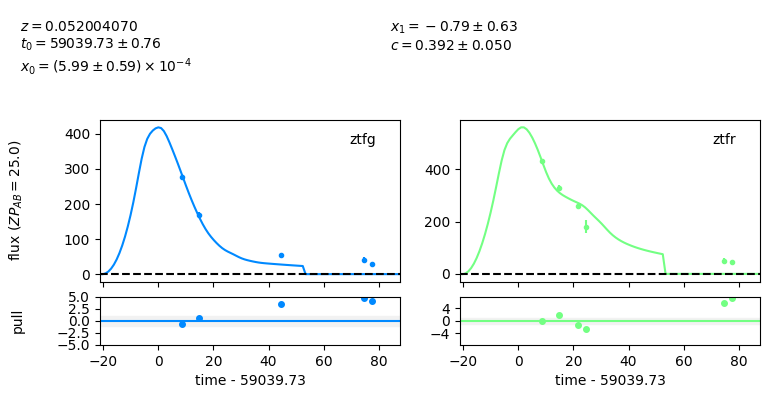 z = 0.052004070
t₀ = 59039.73 ± 0.76
x₀ = (5.99 ± 0.59) × 10⁻⁴
x₁ = −0.79 ± 0.63
c = 0.392 ± 0.050
flux (ZP_AB = 25.0)
400
300
200
100
0
ztfg
400
200
0
ztfr
pull
5.0
2.5
0.0
−2.5
−5.0
−20 0 20 40 60 80
time - 59039.73
4
0
−4
−20 0 20 40 60 80
time - 59039.73